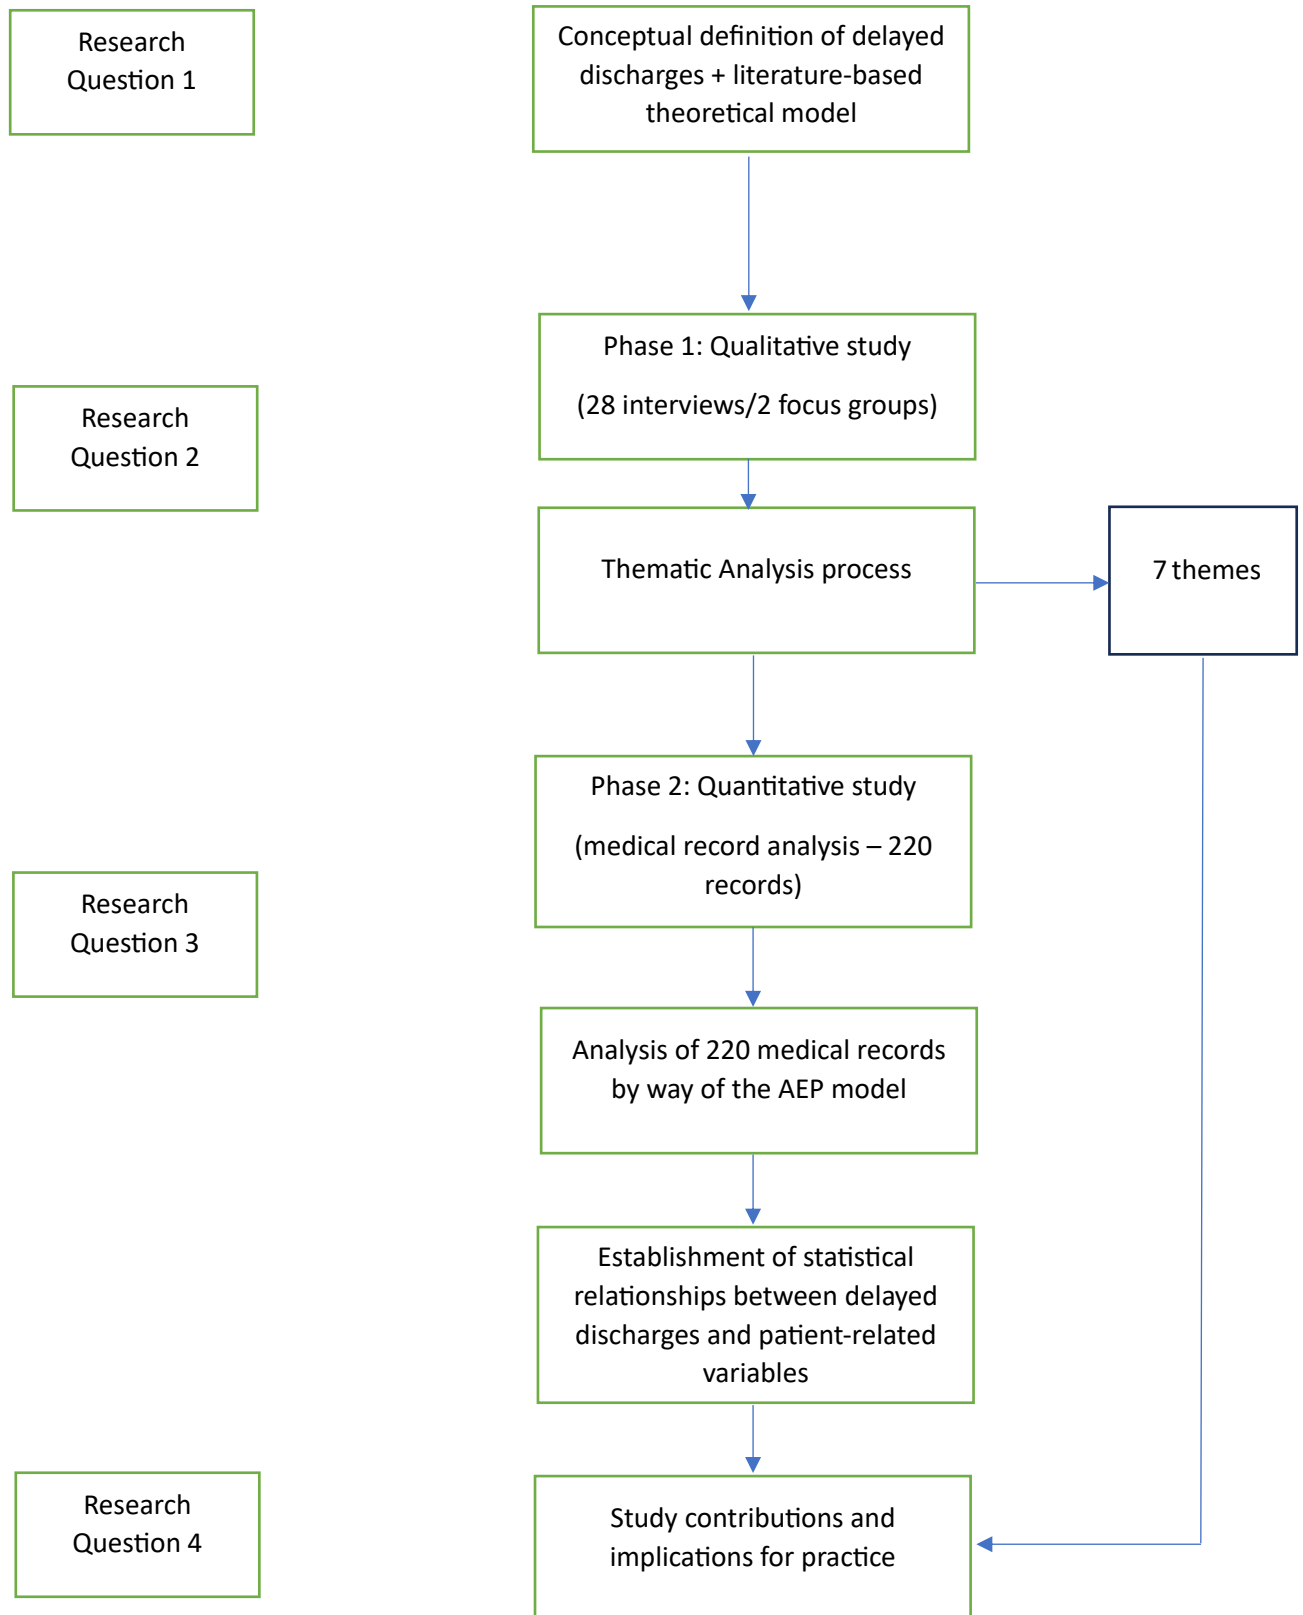 Research
Question 1
Conceptual definition of delayed
discharges + literature-based
theoretical model
Phase 1: Qualitative study
(28 interviews/2 focus groups)
Research
Question 2
Thematic Analysis process
7 themes
Phase 2: Quantitative study
(medical record analysis – 220
records)
Research
Question 3
Analysis of 220 medical records
by way of the AEP model
Establishment of statistical
relationships between delayed
discharges and patient-related
variables
Research
Question 4
Study contributions and
implications for practice